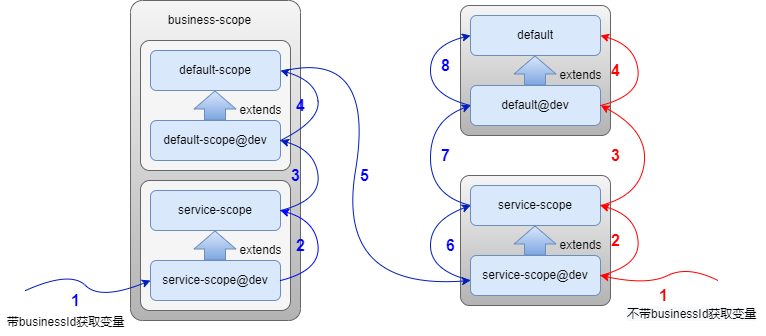 business-scope
default-scope
extends
4
default-scope@dev
3
service-scope
2
extends
service-scope@dev
1
带businessId获取变量
5
default
8
4
extends
default@dev
7
3
service-scope
6
2
extends
service-scope@dev
1
不带businessId获取变量